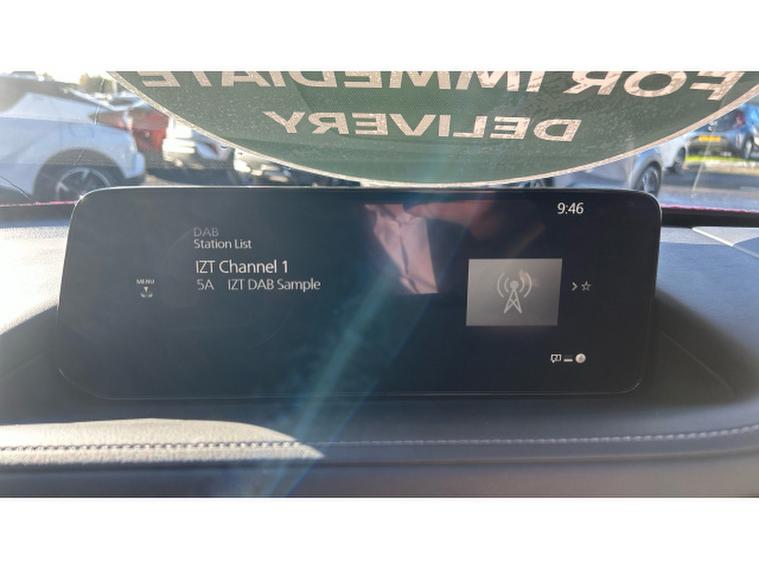 FOR IMMEDIATE
DELIVERY
9:46
DAB
Station List
IZT Channel 1
5A IZT DAB Sample
MENU